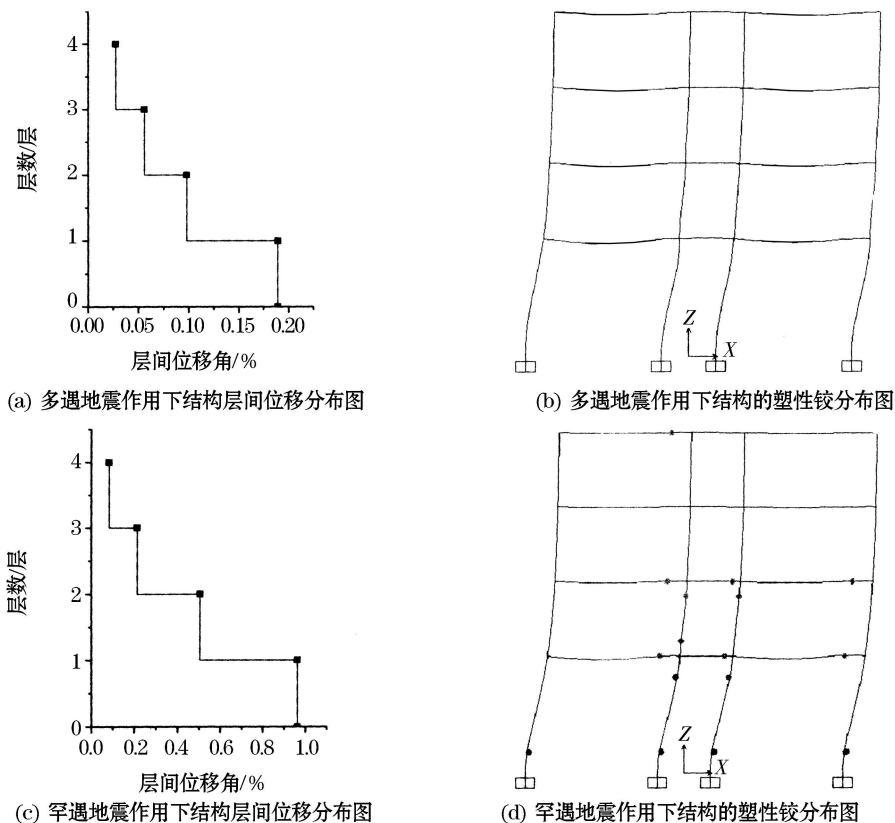 4
3
2
1
0
层数/层
0.00 0.05 0.10 0.15 0.20
层间位移角/%
(a) 多遇地震作用下结构层间位移分布图
Z
X
(b) 多遇地震作用下结构的塑性铰分布图
4
3
2
1
0
层数/层
0.0 0.2 0.4 0.6 0.8 1.0
层间位移角/%
(c) 罕遇地震作用下结构层间位移分布图
Z
X
(d) 罕遇地震作用下结构的塑性铰分布图